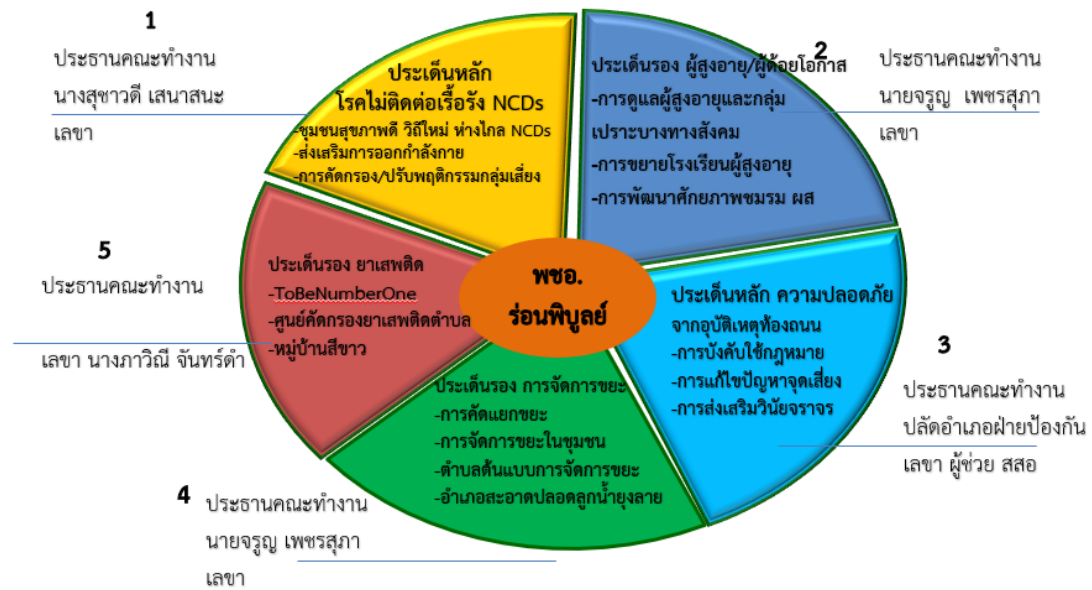 1
ประธานคณะทำงาน
นางสุชาวดี เสนาสนะ
เลขา
ประเด็นหลัก
โรคไม่ติดต่อเรื้อรัง NCDs
-ชุมชนสุขภาพดี วิถีใหม่ ห่างไกล NCDs
-ส่งเสริมการออกกำลังกาย
-การคัดกรอง/ปรับพฤติกรรมกลุ่มเสี่ยง
2
ประธานคณะทำงาน
นายจรูญ เพชรสุภา
เลขา
ประเด็นรอง ผู้สูงอายุ/ผู้ด้อยโอกาส
-การดูแลผู้สูงอายุและกลุ่ม
เปราะบางทางสังคม
-การขยายโรงเรียนผู้สูงอายุ
-การพัฒนาศักยภาพชมรม ผส
พชอ.
ร่อนพิบูลย์
ประเด็นหลัก ความปลอดภัย
จากอุบัติเหตุท้องถนน
-การบังคับใช้กฎหมาย
-การแก้ไขปัญหาจุดเสี่ยง
-การส่งเสริมวินัยจราจร
3
ประธานคณะทำงาน
ปลัดอำเภอฝ่ายป้องกัน
เลขา ผู้ช่วย สสอ
ประเด็นรอง การจัดการขยะ
-การคัดแยกขยะ
-การจัดการขยะในชุมชน
-ตำบลต้นแบบการจัดการขยะ
-อำเภอสะอาดปลอดลูกน้ำยุงลาย
4
ประธานคณะทำงาน
นายจรูญ เพชรสุภา
เลขา
5
ประธานคณะทำงาน
เลขา นางภาวิณี จันทร์ดำ
ประเด็นรอง ยาเสพติด
-ToBeNumberOne
-ศูนย์คัดกรองยาเสพติดตำบล
-หมู่บ้านสีขาว